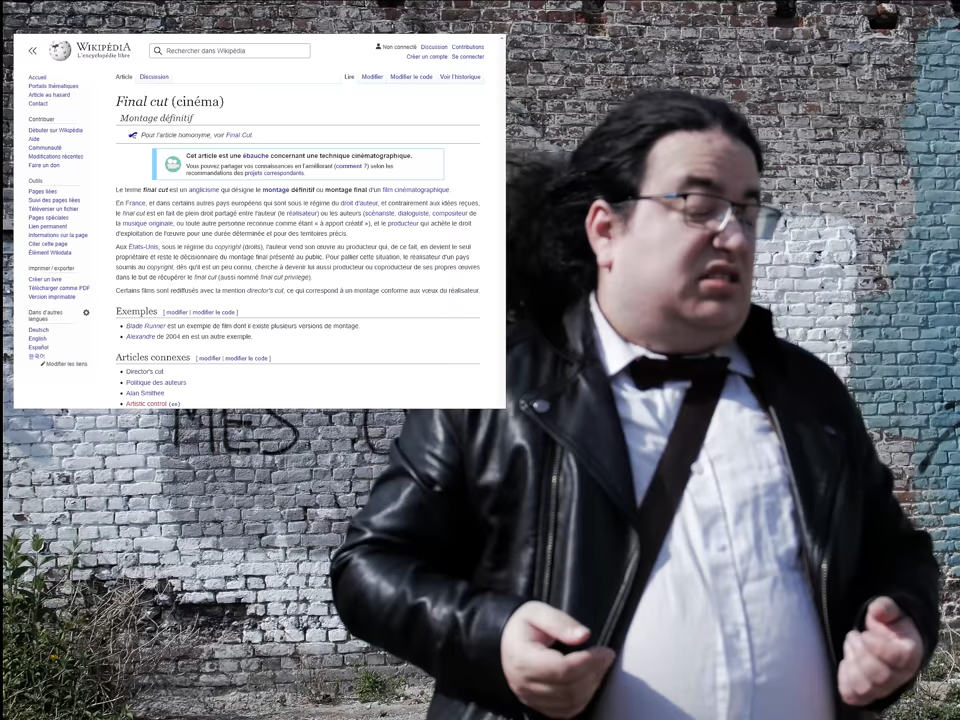 WIKIPÉDIA
L'encyclopédie libre
Rechercher dans Wikipédia
Non connecté Discussion Contributions
Créer un compte Se connecter
Article Discussion
Lire Modifier Modifier le code Voir l'historique
Accueil
Portails thématiques
Article au hasard
Contact
Contribuer
Débuter sur Wikipédia
Aide
Communauté
Modifications récentes
Faire un don
Outils
Pages liées
Suivi des pages liées
Téléverser un fichier
Pages spéciales
Lien permanent
Informations sur la page
Citer cette page
Élément Wikidata
Imprimer / exporter
Créer un livre
Télécharger comme PDF
Version imprimable
Dans d'autres
langues
Deutsch
English
Español
한국어
Modifier les liens
Final cut (cinéma)
Montage définitif
Pour l'article homonyme, voir Final Cut.
Cet article est une ébauche concernant une technique cinématographique.
Vous pouvez partager vos connaissances en l'améliorant (comment ?) selon les
recommandations des projets correspondants.
Le terme final cut est un anglicisme qui désigne le montage définitif ou montage final d'un film cinématographique.
En France, et dans certains autres pays européens qui sont sous le régime du droit d'auteur, et contrairement aux idées reçues,
le final cut est en fait de plein droit partagé entre l'auteur (le réalisateur) ou les auteurs (scénariste, dialoguiste, compositeur de
la musique originale, ou toute autre personne reconnue comme étant « à apport créatif »), et le producteur qui achète le droit
d'exploitation de l'œuvre pour une durée déterminée et pour des territoires précis.
Aux États-Unis, sous le régime du copyright (droits), l'auteur vend son œuvre au producteur qui, de ce fait, en devient le seul
propriétaire et reste le décisionnaire du montage final présenté au public. Pour pallier cette situation, le réalisateur d'un pays
soumis au copyright, dès qu'il est un peu connu, cherche à devenir lui aussi producteur ou coproducteur de ses propres œuvres
dans le but de récupérer le final cut (aussi nommé final cut privilege).
Certains films sont rediffusés avec la mention director's cut, ce qui correspond à un montage conforme aux vœux du réalisateur.
Exemples [ modifier | modifier le code ]
• Blade Runner est un exemple de film dont il existe plusieurs versions de montage.
• Alexandre de 2004 en est un autre exemple.
Articles connexes [ modifier | modifier le code ]
• Director's cut
• Politique des auteurs
• Alan Smithee
• Artistic control (en)
MES